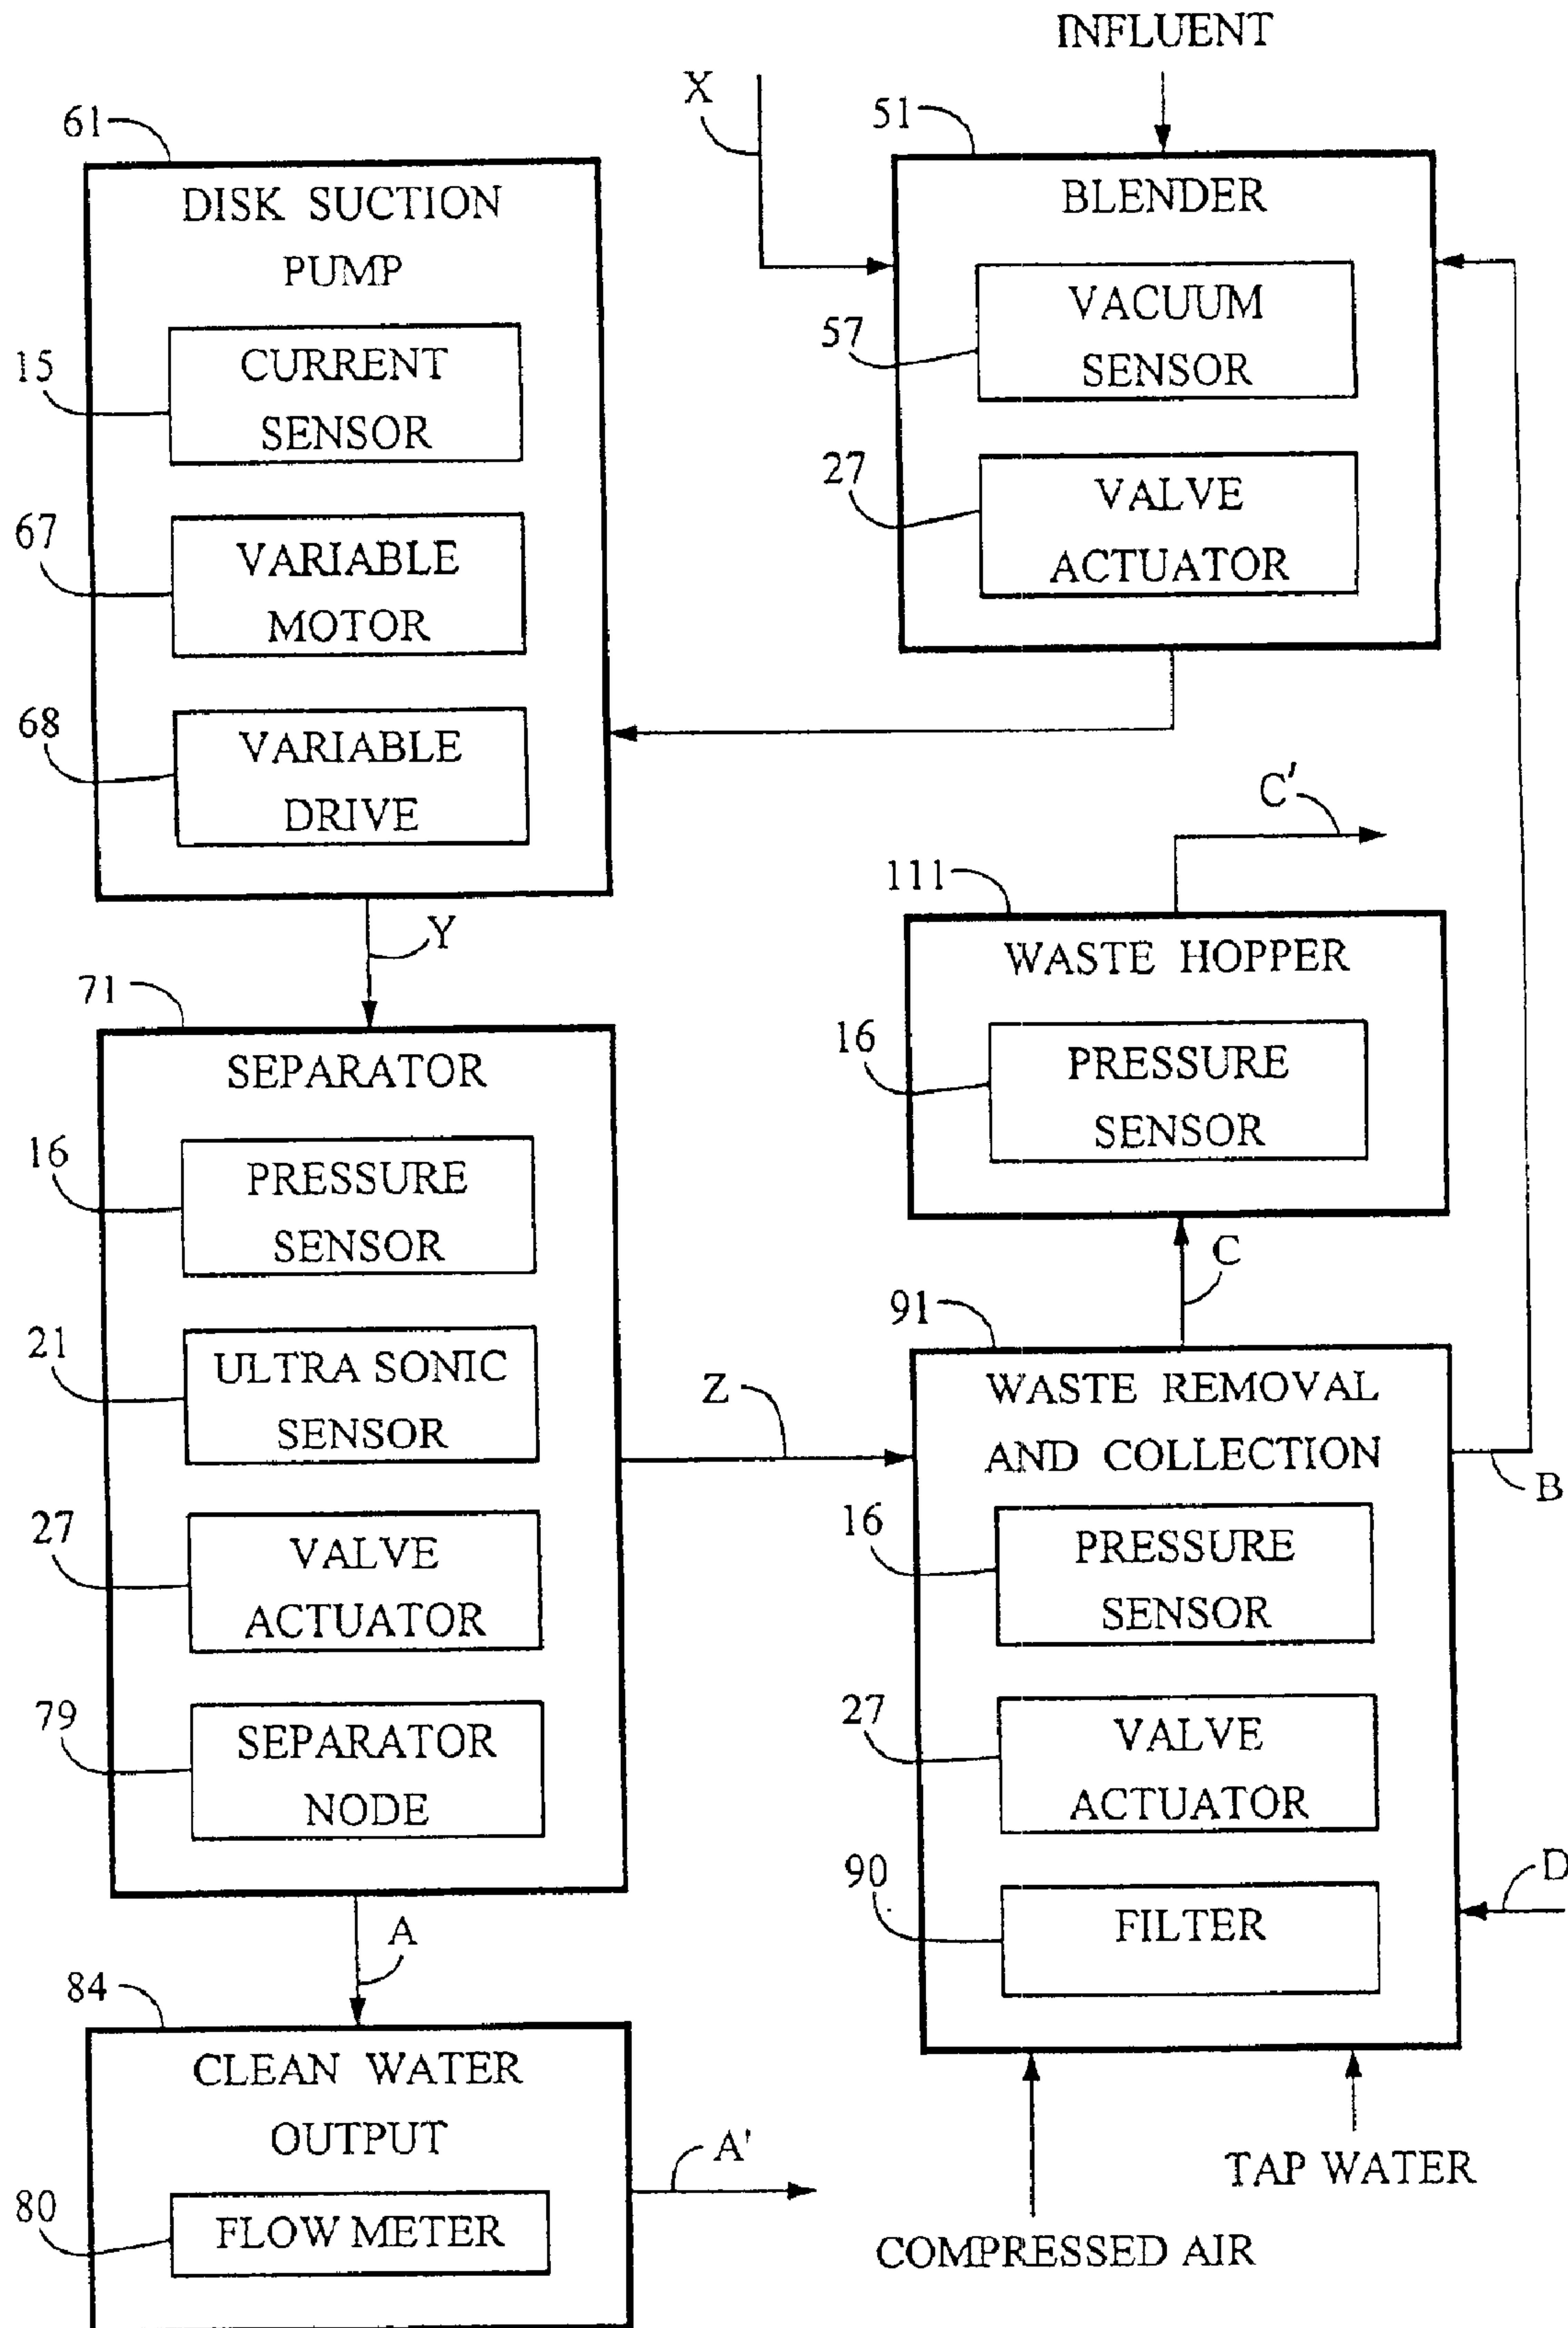 INFLUENT
X
61
51
DISK SUCTION
PUMP
BLENDER
15
CURRENT
SENSOR
57
VACUUM
SENSOR
67
VARIABLE
MOTOR
27
VALVE
ACTUATOR
68
VARIABLE
DRIVE
C'
Y
111
WASTE HOPPER
16
PRESSURE
SENSOR
71
SEPARATOR
16
PRESSURE
SENSOR
C
21
ULTRA SONIC
SENSOR
Z
91
WASTE REMOVAL
AND COLLECTION
B
27
VALVE
ACTUATOR
16
PRESSURE
SENSOR
79
SEPARATOR
NODE
27
VALVE
ACTUATOR
A
90
FILTER
D
84
CLEAN WATER
OUTPUT
80
FLOW METER
A'
TAP WATER
COMPRESSED AIR